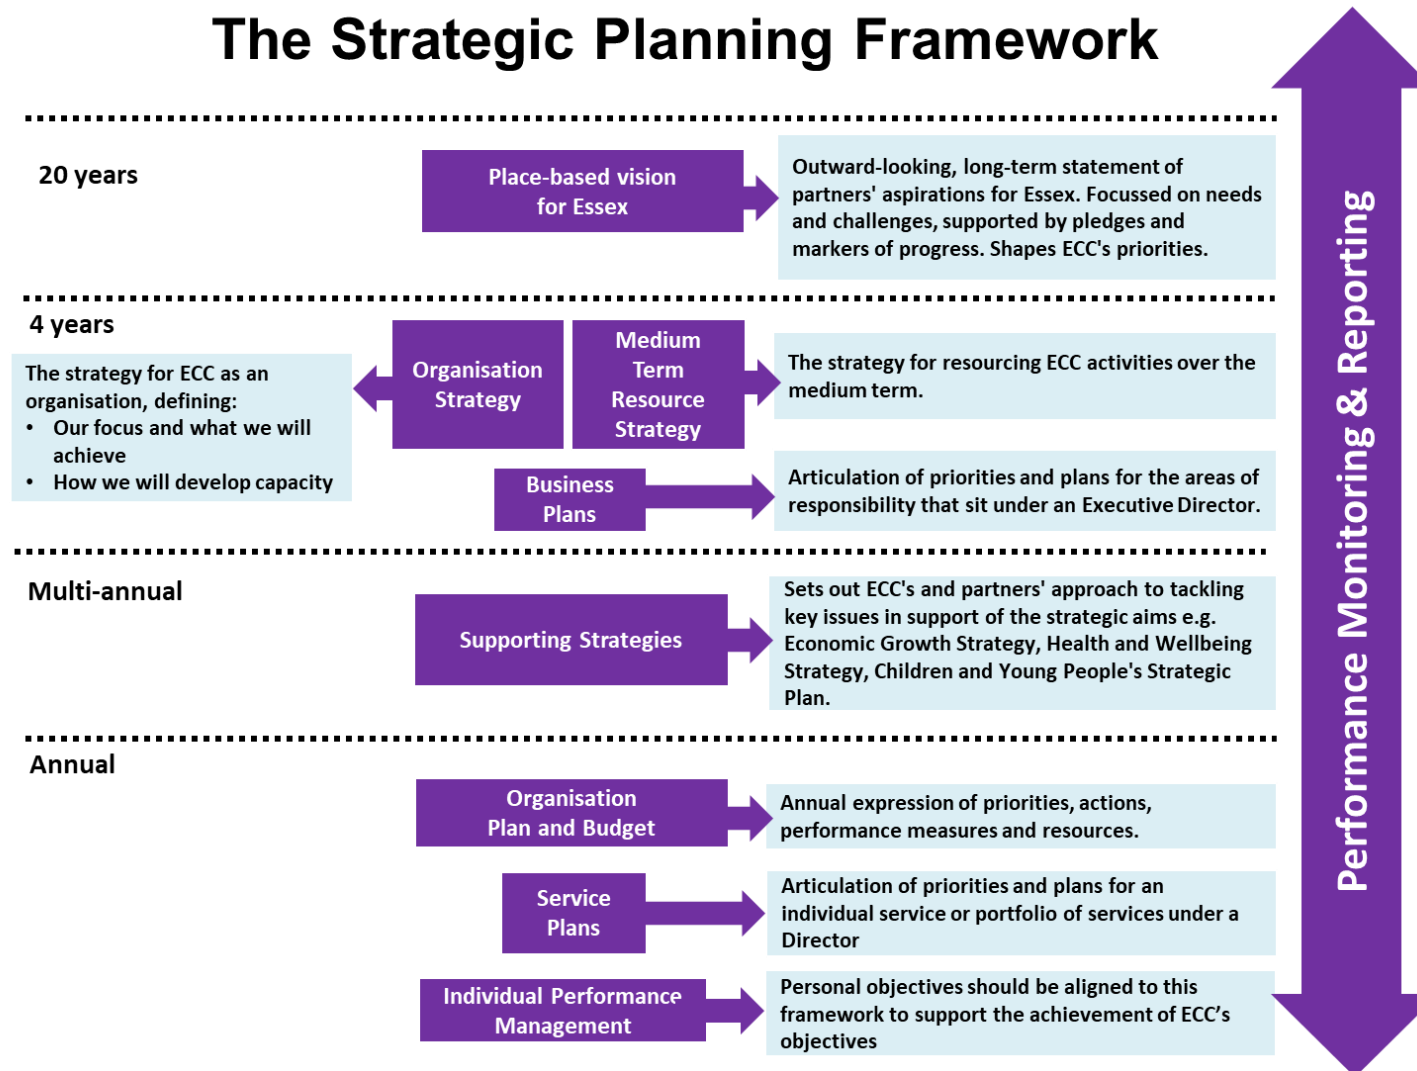 The Strategic Planning Framework
20 years
Place-based vision
for Essex
Outward-looking, long-term statement of
partners' aspirations for Essex. Focussed on needs
and challenges, supported by pledges and
markers of progress. Shapes ECC's priorities.
4 years
The strategy for ECC as an
organisation, defining:
• Our focus and what we will
achieve
• How we will develop capacity
Organisation
Strategy
Medium
Term
Resource
Strategy
The strategy for resourcing ECC activities over the
medium term.
Business
Plans
Articulation of priorities and plans for the areas of
responsibility that sit under an Executive Director.
Multi-annual
Supporting Strategies
Sets out ECC's and partners' approach to tackling
key issues in support of the strategic aims e.g.
Economic Growth Strategy, Health and Wellbeing
Strategy, Children and Young People's Strategic
Plan.
Annual
Organisation
Plan and Budget
Annual expression of priorities, actions,
performance measures and resources.
Service
Plans
Articulation of priorities and plans for an
individual service or portfolio of services under a
Director
Individual Performance
Management
Personal objectives should be aligned to this
framework to support the achievement of ECC’s
objectives
Performance Monitoring & Reporting